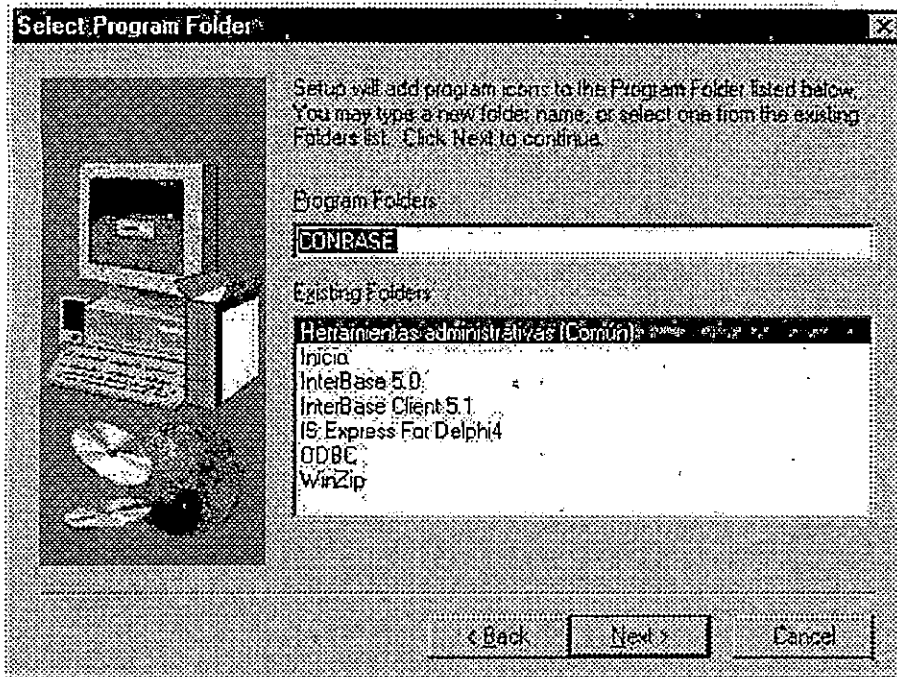 Select Program Folder
Setup will add program icons to the Program Folder listed below.
You may type a new folder name, or select one from the existing
Folders list. Click Next to continue.
Program Folders:
CONBASE
Existing Folders:
Herramientas administrativas (Común)
Inicio
InterBase 5.0
InterBase Client 5.1
IS Express For Delphi4
ODBC
WinZip
< Back
Next >
Cancel